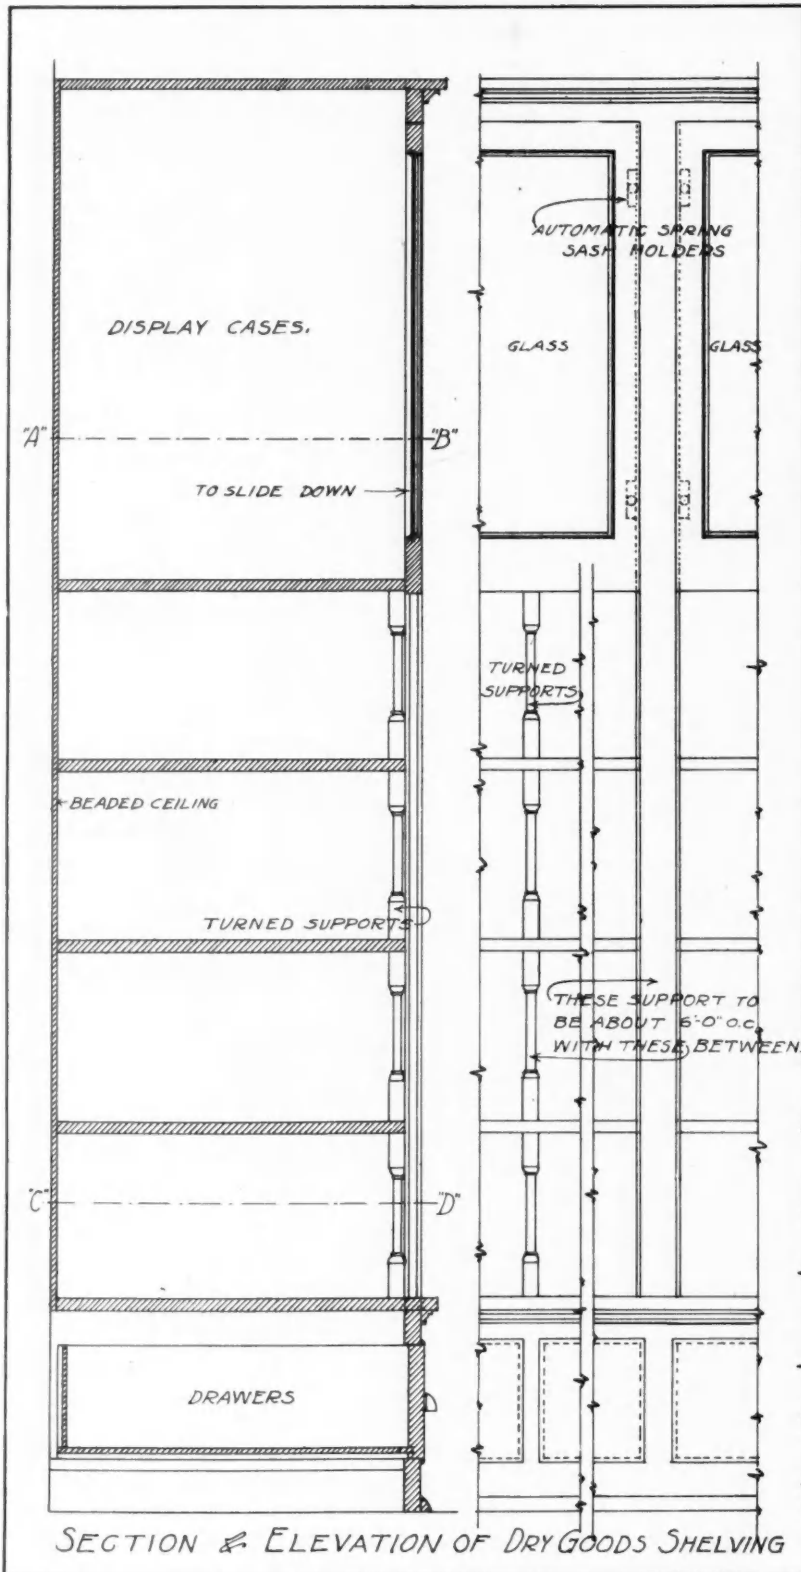 AUTOMATIC SPRING
SASH HOLDERS
DISPLAY CASES.
GLASS
GLASS
"A"
"B"
TO SLIDE DOWN
TURNED
SUPPORTS
BEADED CEILING
TURNED SUPPORTS
THESE SUPPORT TO
BE ABOUT 6'-0" O.C.
WITH THESE BETWEEN.
"C"
"D"
DRAWERS
SECTION & ELEVATION OF DRY GOODS SHELVING